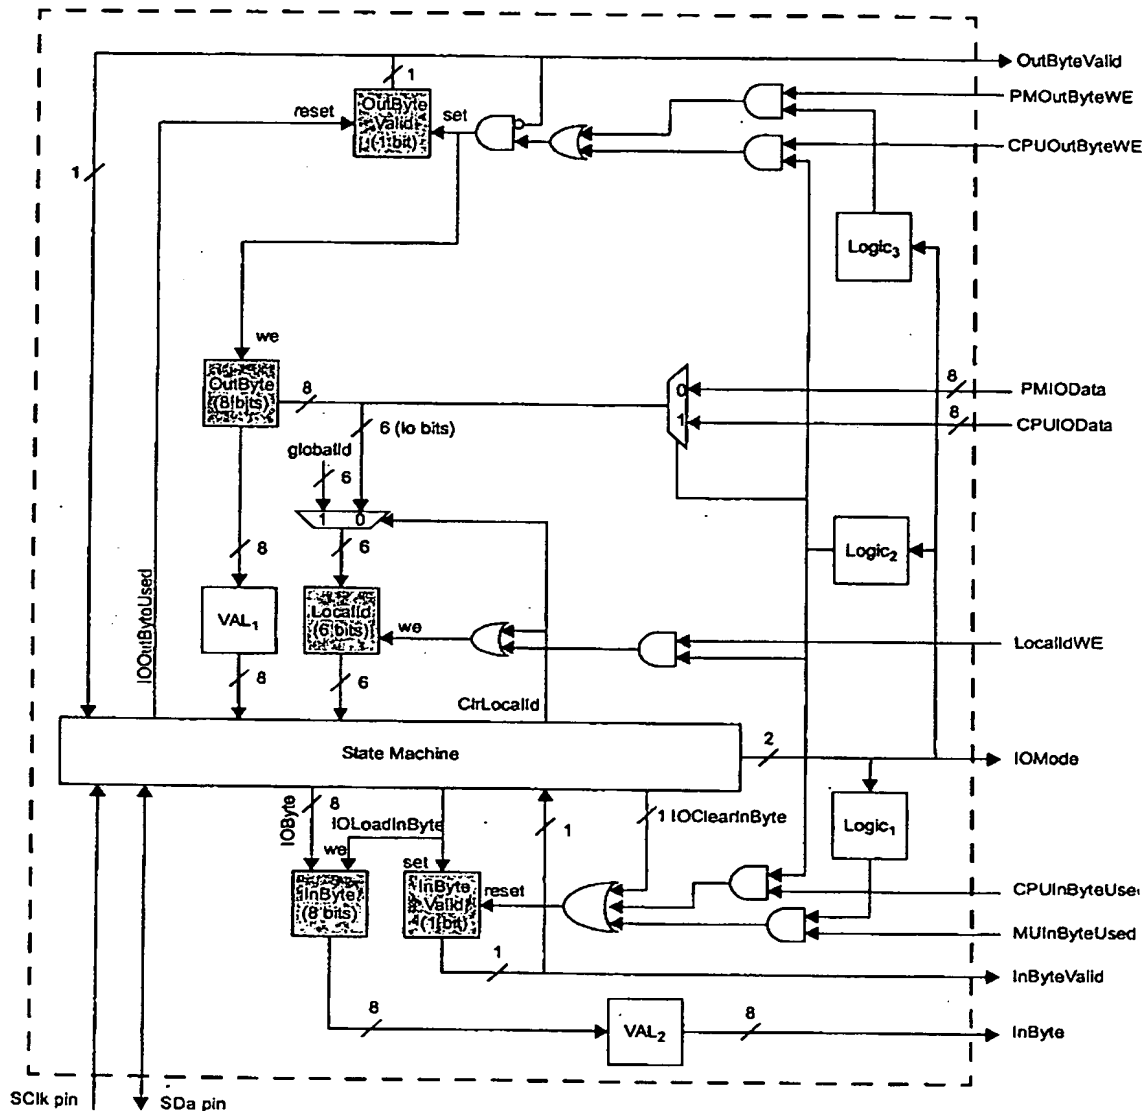 OutByteValid
1
PMOutByteWE
reset
OutByte
Valid
(1 bit)
set
CPUOutByteWE
1
Logic3
we
OutByte
(8 bits)
8
0
8
PMIOData
1
8
CPUIOData
6 (lo bits)
globalId
6
1 0
8
6
Logic2
VAL1
LocalId
(6 bits)
we
LocalIdWE
IOOutByteUsed
8
6
ClrLocalId
State Machine
2
IOMode
IOByte
8
IOLoadInByte
1
1 IOClearInByte
Logic1
we
set
InByte
(8 bits)
InByte
Valid
(1 bit)
reset
CPUInByteUse
MUInByteUsed
1
InByteValid
8
VAL2
8
InByte
SClk pin
SDa pin